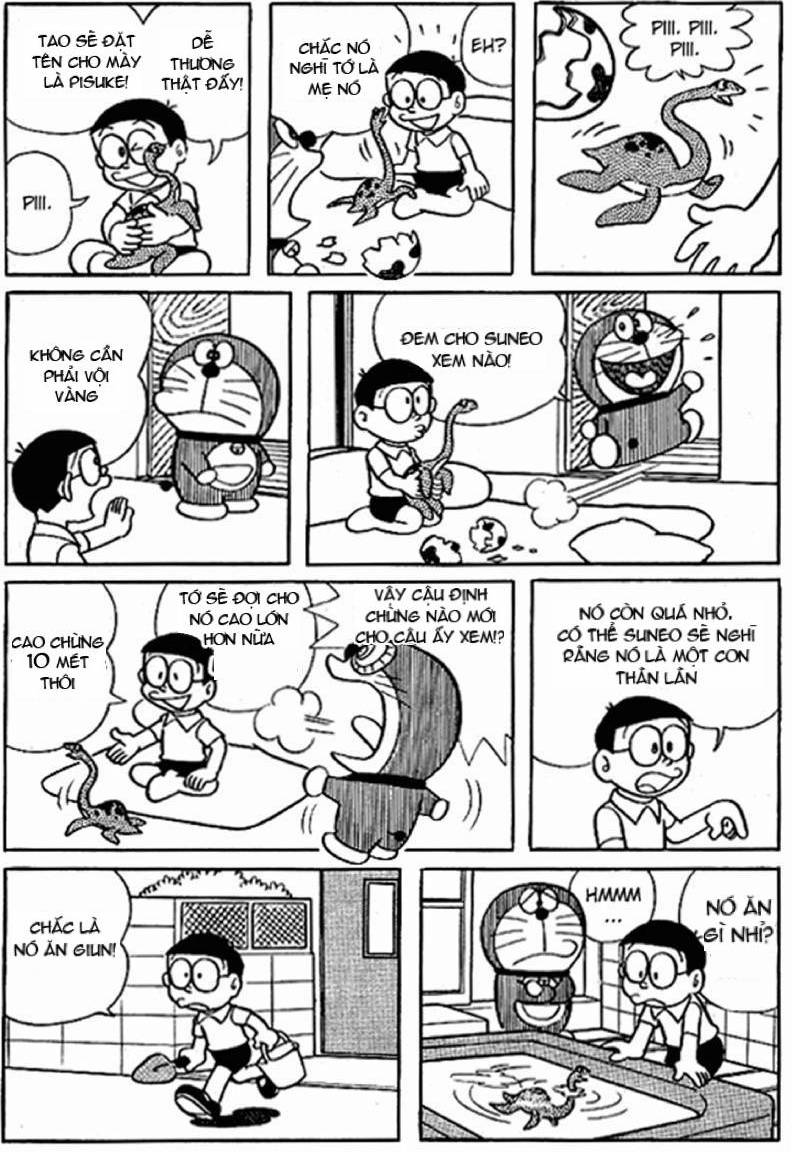 PIII. PIII.
PIII.
EH?
CHẮC NÓ
NGHĨ TỚ LÀ
MẸ NÓ
DỄ
THƯƠNG
THẬT ĐẤY!
TAO SẼ ĐẶT
TÊN CHO MÀY
LÀ PISUKE!
PIII.
ĐEM CHO SUNEO
XEM NÀO!
KHÔNG CẦN
PHẢI VỘI
VÀNG
NÓ CÒN QUÁ NHỎ,
CÓ THỂ SUNEO SẼ NGHĨ
RẰNG NÓ LÀ MỘT CON
THẰN LẰN
VẬY CẬU ĐỊNH
CHỪNG NÀO MỚI
CHO CẬU ẤY XEM!?
TỚ SẼ ĐỢI CHO
NÓ CAO LỚN
HƠN NỮA
CAO CHỪNG
10 MÉT
THÔI
NÓ ĂN
GÌ NHỈ?
HMMM
...
CHẮC LÀ
NÓ ĂN GIUN!